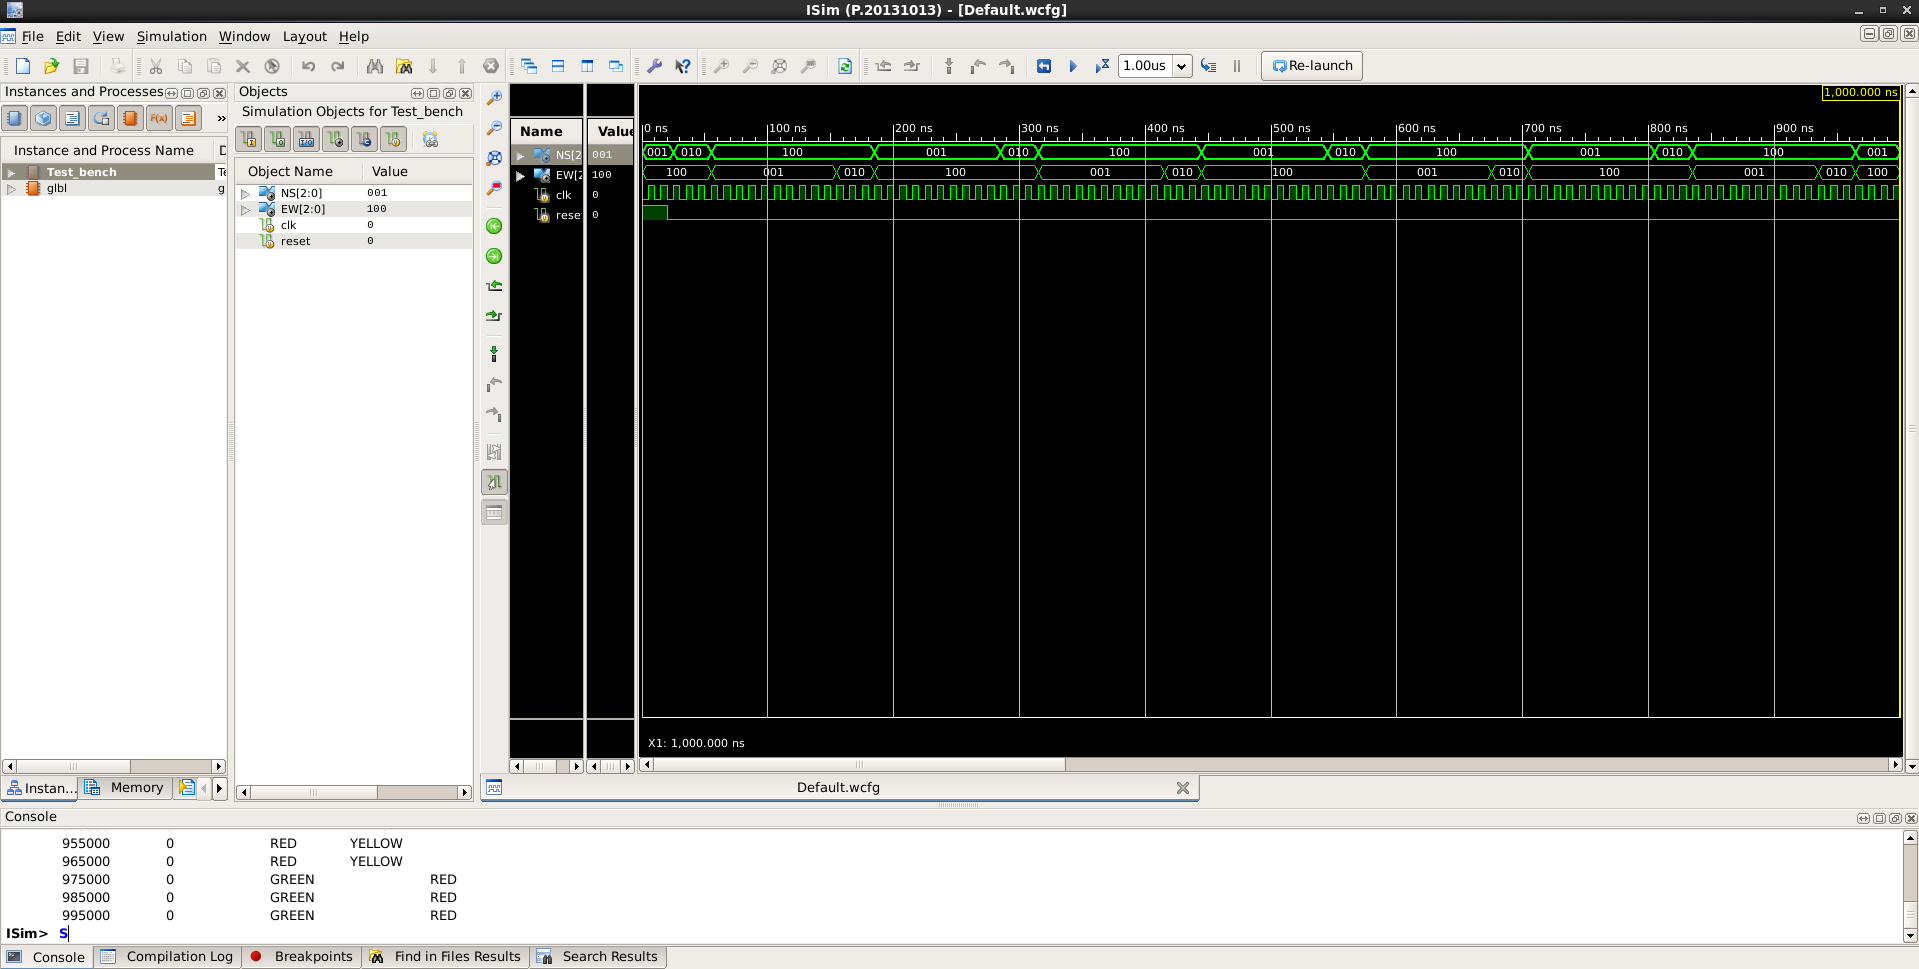 ISim (P.20131013) - [Default.wcfg]
File Edit View Simulation Window Layout Help
1.00us Re-launch
Instances and Processes
Instance and Process Name D
Test_bench Te
glbl g
Instan... Memory
Objects
Simulation Objects for Test_bench
Object Name Value
NS[2:0] 001
EW[2:0] 100
clk 0
reset 0
Name Value
NS[2 001
EW[2 100
clk 0
rese 0
1,000.000 ns
0 ns 100 ns 200 ns 300 ns 400 ns 500 ns 600 ns 700 ns 800 ns 900 ns
001 010 100 001 010 100 001 010 100 001 010 100 001
100 001 010 100 001 010 100 001 010 100 001 010 100
X1: 1,000.000 ns
Default.wcfg
Console
955000 0 RED YELLOW
965000 0 RED YELLOW
975000 0 GREEN RED
985000 0 GREEN RED
995000 0 GREEN RED
ISim> S
Console Compilation Log Breakpoints Find in Files Results Search Results